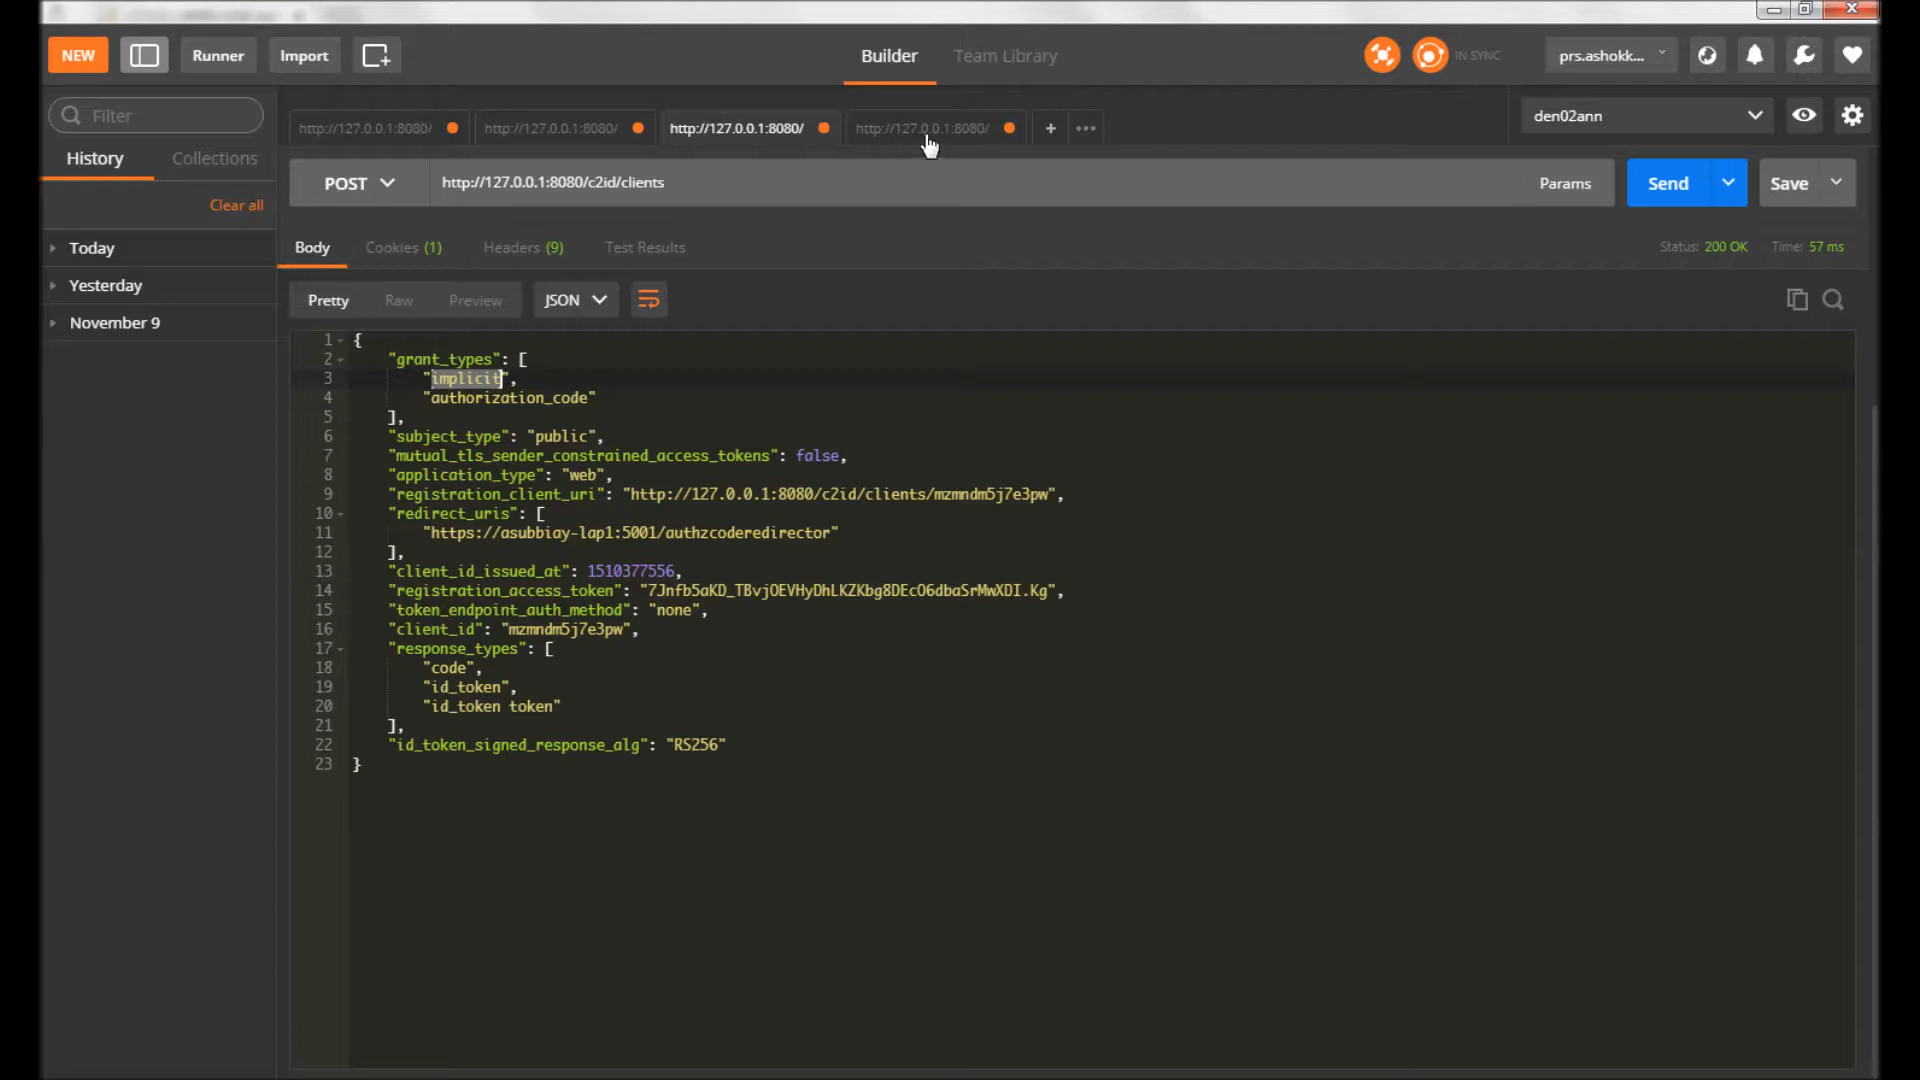 NEW
Runner
Import
Builder
Team Library
IN SYNC
prs.ashokk...
Filter
http://127.0.0.1:8080/
http://127.0.0.1:8080/
http://127.0.0.1:8080/
http://127.0.0.1:8080/
den02ann
History
Collections
POST
http://127.0.0.1:8080/c2id/clients
Params
Send
Save
Clear all
Today
Yesterday
November 9
Body
Cookies (1)
Headers (9)
Test Results
Status: 200 OK
Time: 57 ms
Pretty
Raw
Preview
JSON
1 {
2 "grant_types": [
3 "implicit",
4 "authorization_code"
5 ],
6 "subject_type": "public",
7 "mutual_tls_sender_constrained_access_tokens": false,
8 "application_type": "web",
9 "registration_client_uri": "http://127.0.0.1:8080/c2id/clients/mzmndm5j7e3pw",
10 "redirect_uris": [
11 "https://asubbiay-lap1:5001/authzcoderedirector"
12 ],
13 "client_id_issued_at": 1510377556,
14 "registration_access_token": "7Jnfb5aKD_TBvjOEVHyDhLKZKbg8DEcO6dbaSrMwXDI.Kg",
15 "token_endpoint_auth_method": "none",
16 "client_id": "mzmndm5j7e3pw",
17 "response_types": [
18 "code",
19 "id_token",
20 "id_token token"
21 ],
22 "id_token_signed_response_alg": "RS256"
23 }